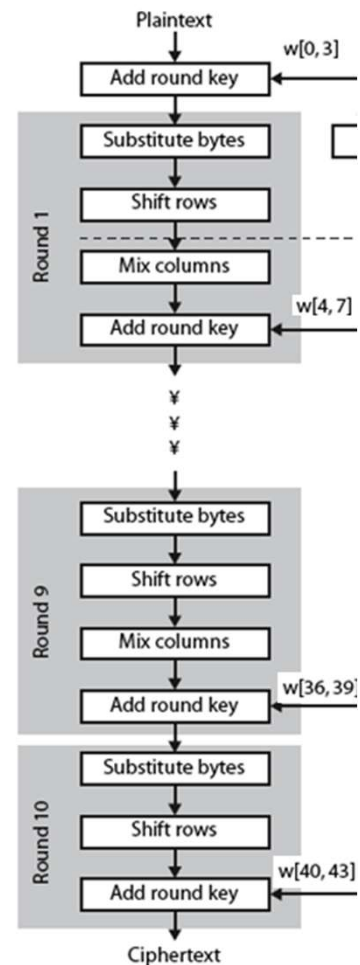 Plaintext
w[0, 3]
Add round key
Round 1
Substitute bytes
Shift rows
Mix columns
w[4, 7]
Add round key
¥
¥
¥
Round 9
Substitute bytes
Shift rows
Mix columns
w[36, 39]
Add round key
Round 10
Substitute bytes
Shift rows
w[40, 43]
Add round key
Ciphertext